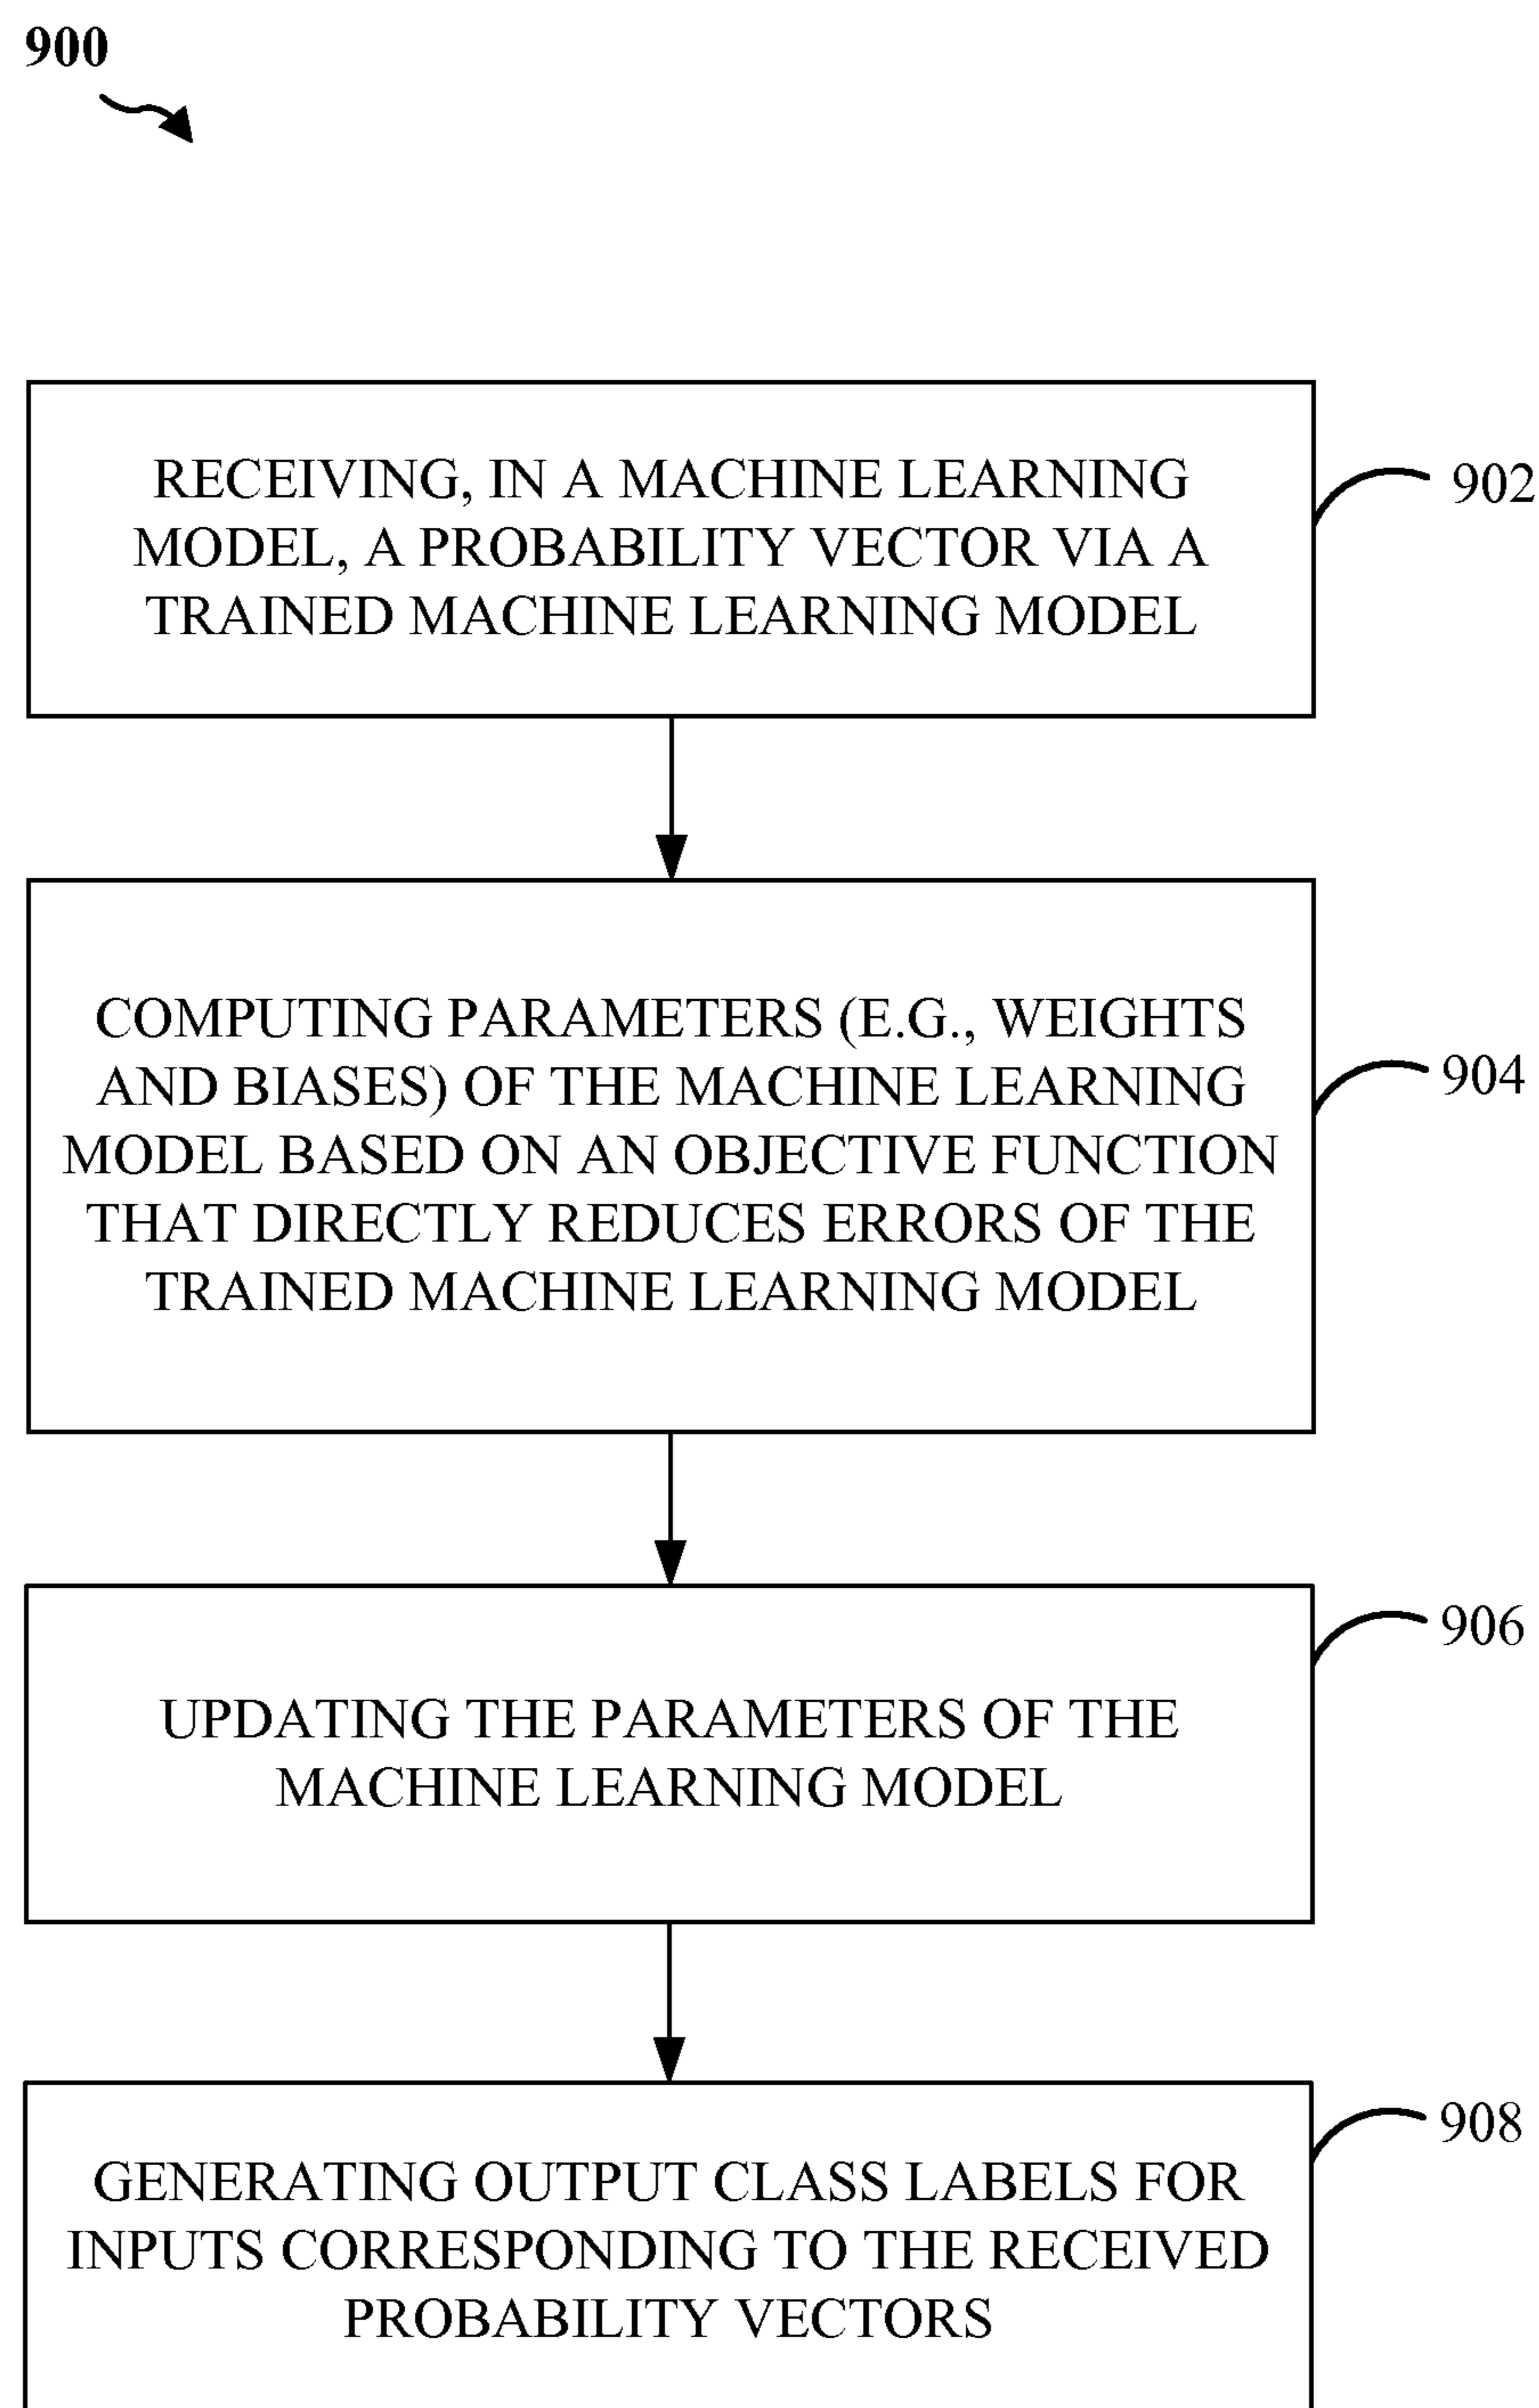 900
RECEIVING, IN A MACHINE LEARNING
MODEL, A PROBABILITY VECTOR VIA A
TRAINED MACHINE LEARNING MODEL
902
COMPUTING PARAMETERS (E.G., WEIGHTS
AND BIASES) OF THE MACHINE LEARNING
MODEL BASED ON AN OBJECTIVE FUNCTION
THAT DIRECTLY REDUCES ERRORS OF THE
TRAINED MACHINE LEARNING MODEL
904
UPDATING THE PARAMETERS OF THE
MACHINE LEARNING MODEL
906
GENERATING OUTPUT CLASS LABELS FOR
INPUTS CORRESPONDING TO THE RECEIVED
PROBABILITY VECTORS
908